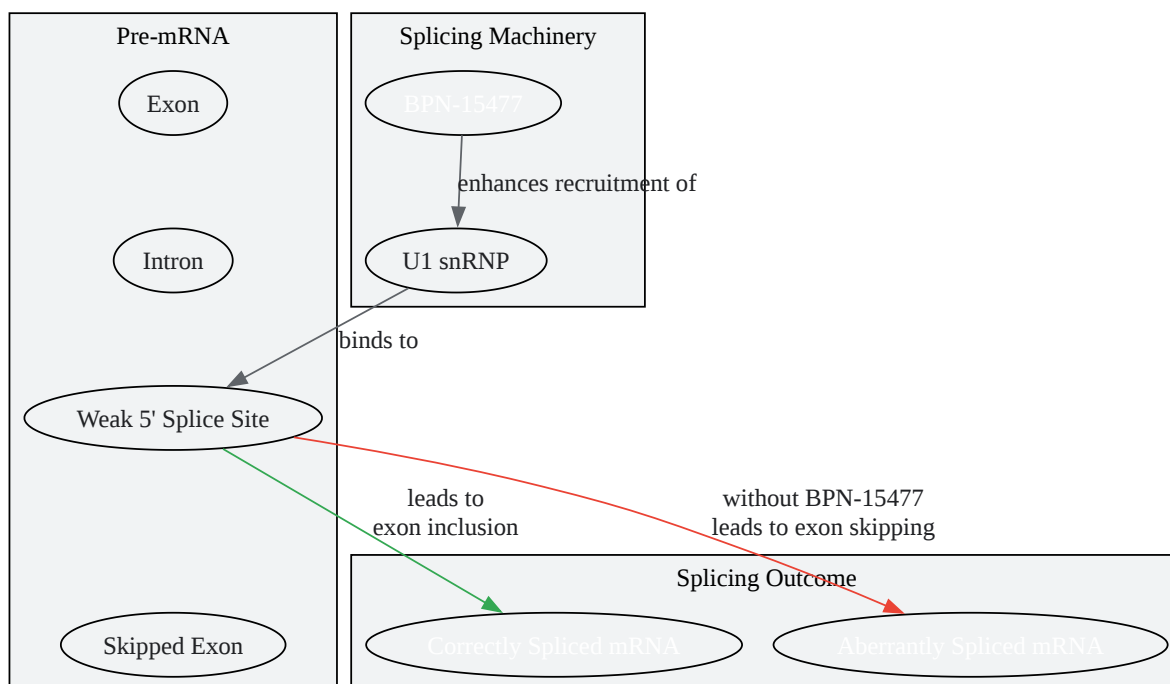 Pre-mRNA
Splicing Machinery
Exon
BPN-15477
enhances recruitment of
Intron
U1 snRNP
binds to
Weak 5' Splice Site
leads to
exon inclusion
without BPN-15477
leads to exon skipping
Splicing Outcome
Skipped Exon
Correctly Spliced mRNA
Aberrantly Spliced mRNA